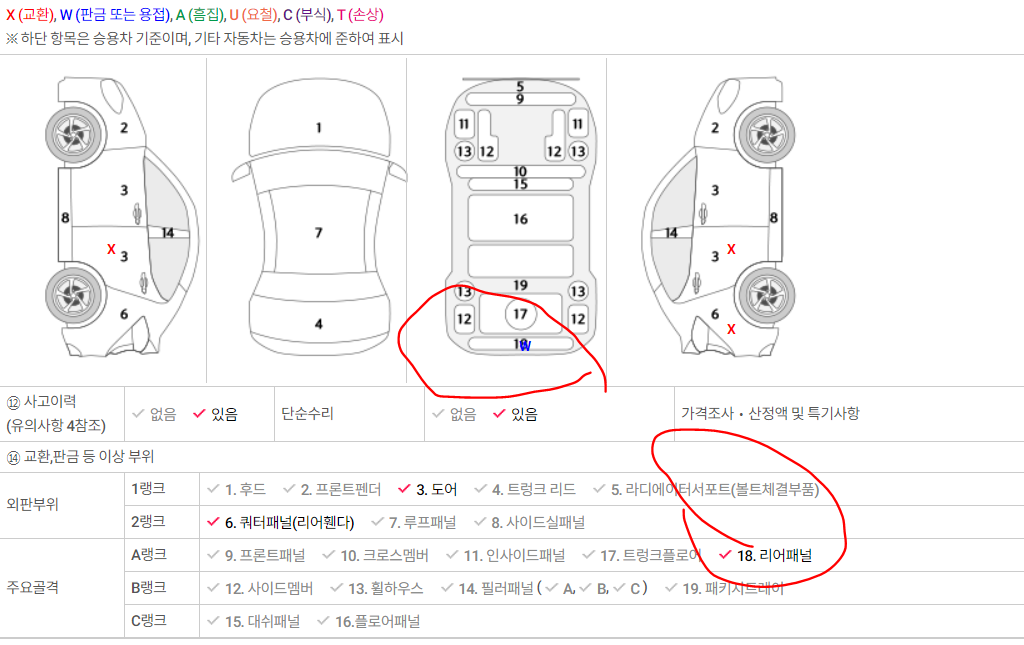 X (교환), W (판금 또는 용접), A (흠집), U (요철), C (부식), T (손상)
※ 하단 항목은 승용차 기준이며, 기타 자동차는 승용차에 준하여 표시
2
3
8
14
X 3
6
1
7
4
5
9
11 11
13 12 12 13
10
15
16
19
13 13
12 17 12
18 W
2
3
8
14
3 X
6
X
⑫ 사고이력
(유의사항 4참조)
없음 있음
단순수리
없음 있음
가격조사 · 산정액 및 특기사항
⑭ 교환,판금 등 이상 부위
외판부위
1랭크 1. 후드 2. 프론트펜더 3. 도어 4. 트렁크 리드 5. 라디에이터서포트(볼트체결부품)
2랭크 6. 쿼터패널(리어휀다) 7. 루프패널 8. 사이드실패널
주요골격
A랭크 9. 프론트패널 10. 크로스멤버 11. 인사이드패널 17. 트렁크플로어 18. 리어패널
B랭크 12. 사이드멤버 13. 휠하우스 14. 필러패널 ( A, B, C ) 19. 패키지트레이
C랭크 15. 대쉬패널 16.플로어패널